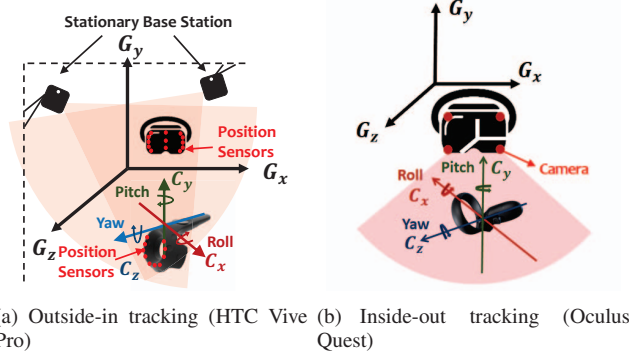 Stationary Base Station
G_y
G_x
G_z
Position
Sensors
Pitch
C_y
Yaw
C_z
Roll
C_x
Position
Sensors
(a) Outside-in tracking (HTC Vive
Pro)
G_y
G_x
G_z
Camera
Pitch
C_y
Roll
C_x
Yaw
C_z
(b) Inside-out tracking (Oculus
Quest)